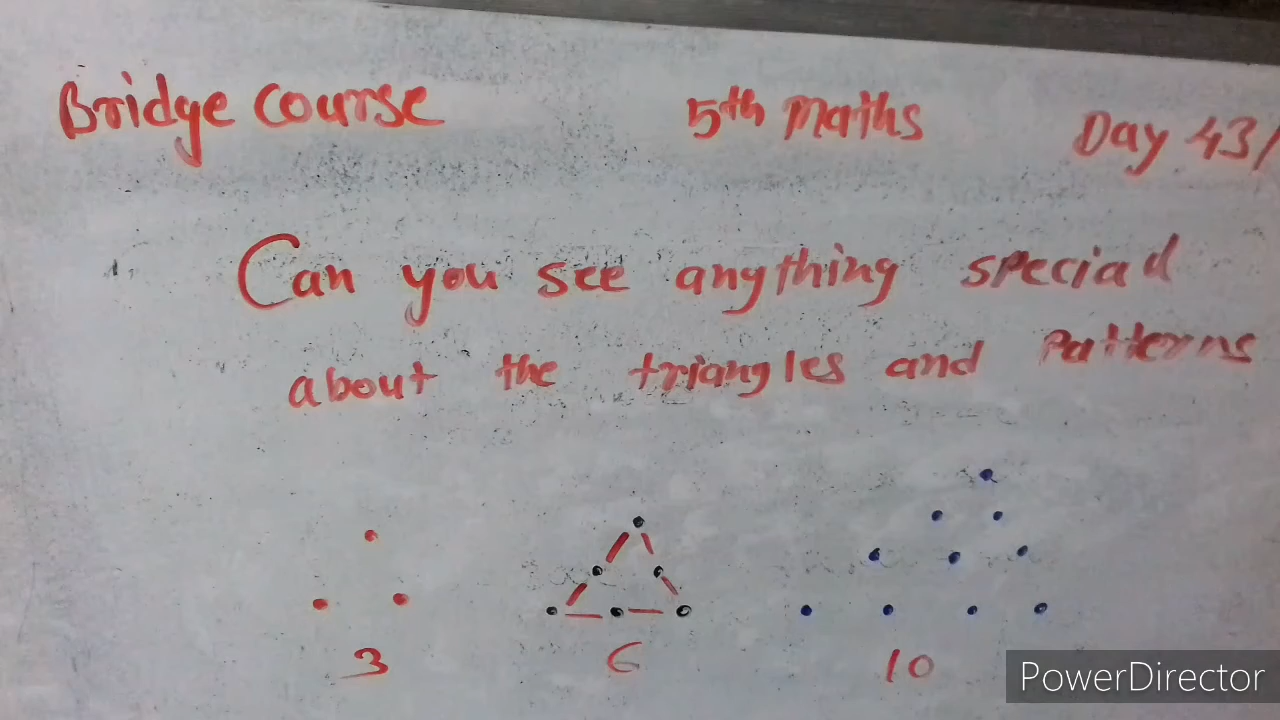 Bridge course 5th Maths Day 43/
Can you see anything special
about the triangles and Patterns
3 6 10
PowerDirector